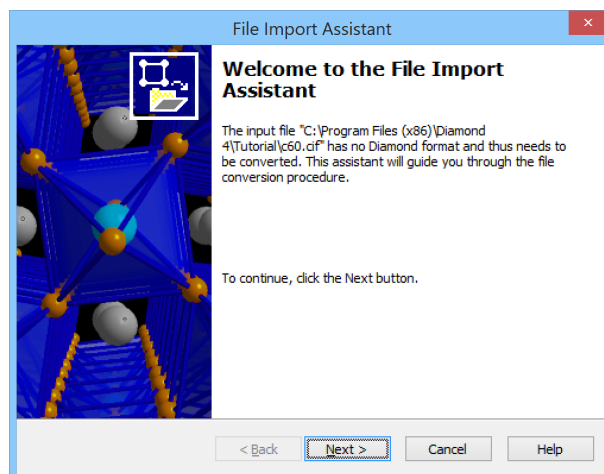 File Import Assistant
×
Welcome to the File Import
Assistant
The input file "C:\Program Files (x86)\Diamond
4\Tutorial\c60.cif" has no Diamond format and thus needs to
be converted. This assistant will guide you through the file
conversion procedure.
To continue, click the Next button.
< Back
Next >
Cancel
Help